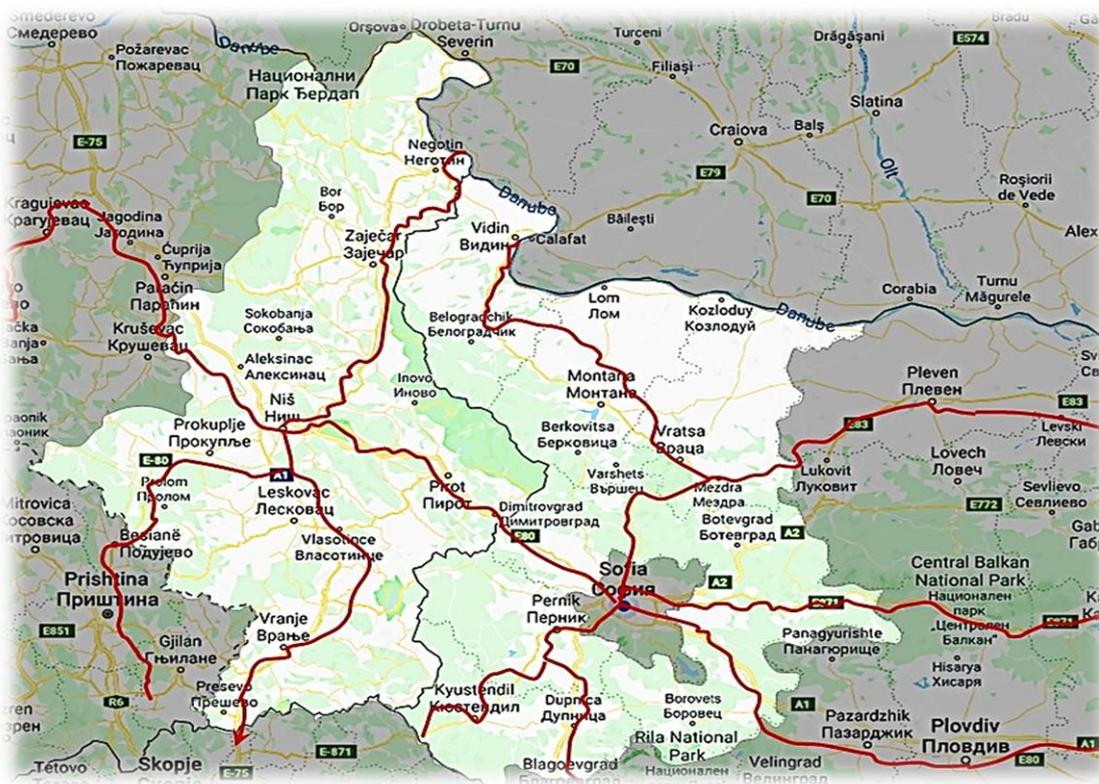 Smederevo
Смедерево
Požarevac
Пожаревац
Danube
Orșova
Drobeta-Turnu
Severin
Turceni
Drăgășani
E574
E70
Filiași
Slatina
Национални
Парк Ђердап
E-75
Craiova
Balș
Negotin
Неготин
E79
Olt
Roșiorii
de Vede
E70
Bor
Бор
Danube
Băilești
Kragujevac
Крагујевац
Jagodina
Јагодина
Zaječar
Зајечар
Vidin
Видин
Calafat
Ćuprija
Ћуприја
Paraćin
Параћин
Lom
Лом
Kozloduy
Козлодуй
Danube
Corabia
Turnu
Măgurele
Sokobanja
Сокобања
Belogradchik
Белоградчик
Kruševac
Крушевац
Aleksinac
Алексинац
Inovo
Иново
Montana
Монтана
Pleven
Плевен
E83
Niš
Ниш
Levski
Левски
E83
Prokuplje
Прокупље
Berkovitsa
Берковица
Vratsa
Враца
E-80
A1
Prolom
Пролом
Varshets
Вършец
Lukovit
Луковит
Lovech
Ловеч
Sevlievo
Севлиево
Leskovac
Лесковац
Pirot
Пирот
Mezdra
Мездра
E772
Dimitrovgrad
Димитровград
Botevgrad
Ботевград
A2
Besianë
Подујево
Vlasotince
Власотинце
E80
Prishtina
Приштина
Sofia
София
A2
Central Balkan
National Park
Национален
парк
„Централен
Балкан“
Pernik
Перник
Vranje
Врање
E851
Panagyurishte
Панагюрище
Gjilan
Гњилане
Hisarya
Хисаря
Preševo
Прешево
R6
Kyustendil
Кюстендил
Dupnica
Дупница
Borovets
Боровец
A1
Pazardzhik
Пазарджик
Plovdiv
Пловдив
Rila National
Park
Национален
A1
E80
Tetovo
Skopje
E-871
E-75
Blagoevgrad
Velingrad